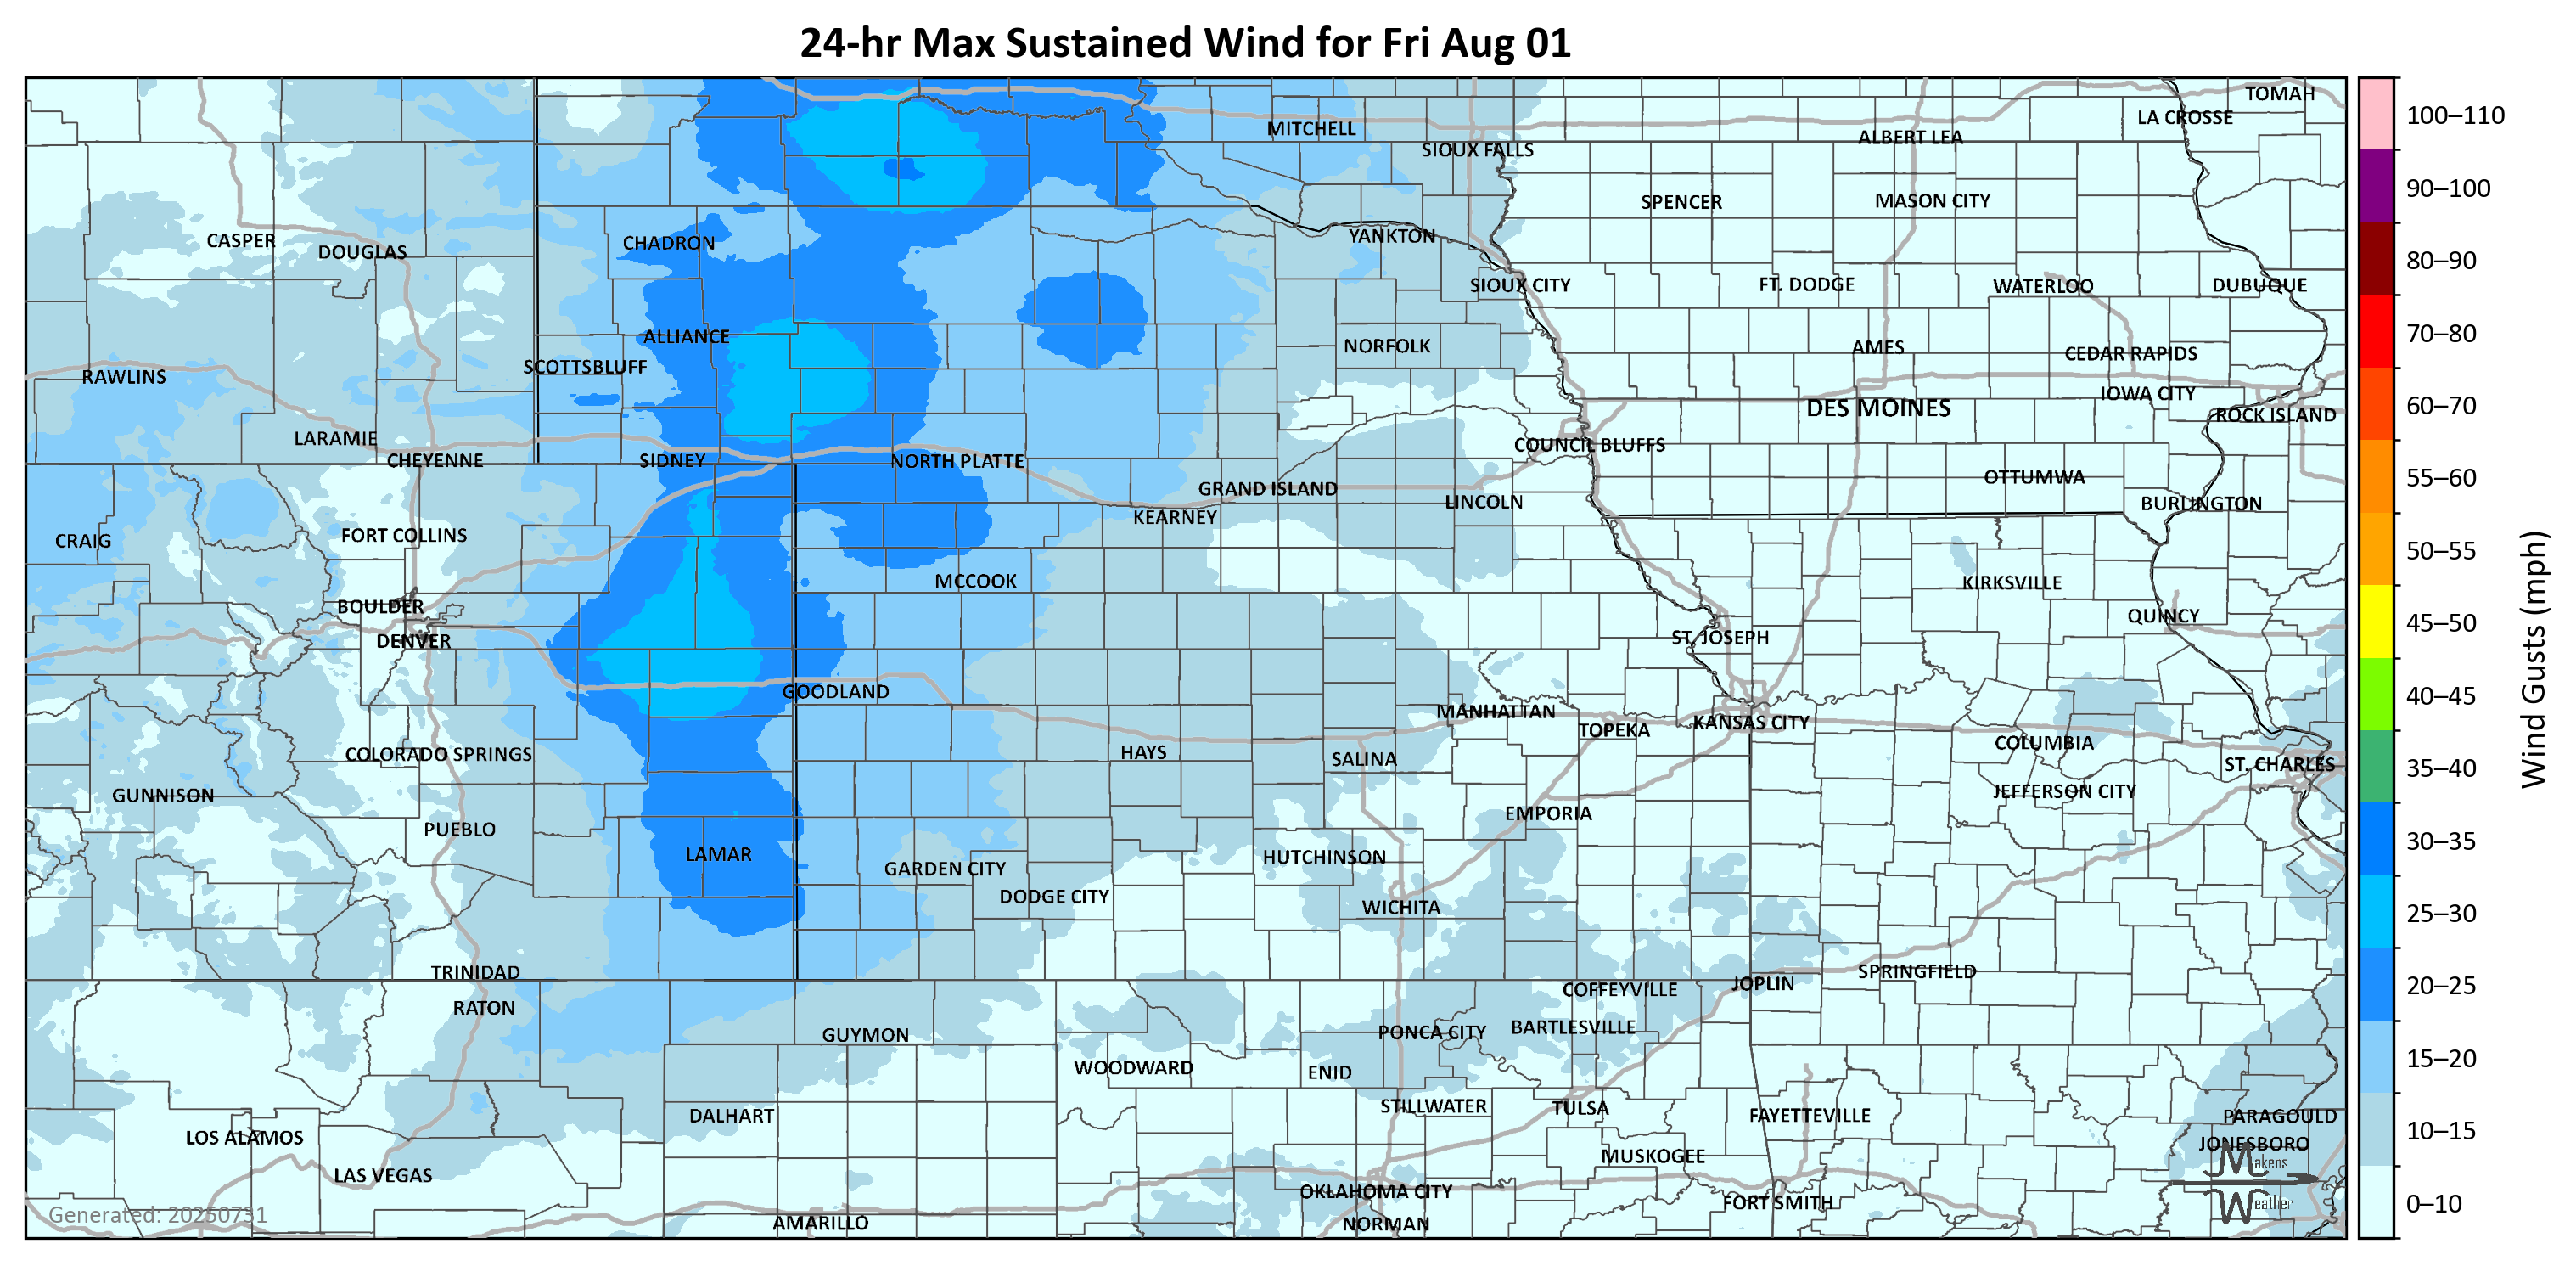 24-hr Max Sustained Wind for Fri Aug 01
TOMAH
LA CROSSE
MITCHELL
ALBERT LEA
SIOUX FALLS
SPENCER
MASON CITY
CASPER
DOUGLAS
CHADRON
YANKTON
SIOUX CITY
FT. DODGE
WATERLOO
DUBUQUE
ALLIANCE
NORFOLK
AMES
CEDAR RAPIDS
SCOTTSBLUFF
RAWLINS
IOWA CITY
DES MOINES
ROCK ISLAND
LARAMIE
COUNCIL BLUFFS
CHEYENNE
SIDNEY
NORTH PLATTE
OTTUMWA
GRAND ISLAND
LINCOLN
BURLINGTON
KEARNEY
FORT COLLINS
CRAIG
MCCOOK
KIRKSVILLE
BOULDER
QUINCY
DENVER
ST. JOSEPH
GOODLAND
MANHATTAN
TOPEKA
KANSAS CITY
COLUMBIA
COLORADO SPRINGS
HAYS
SALINA
ST. CHARLES
GUNNISON
JEFFERSON CITY
EMPORIA
PUEBLO
LAMAR
HUTCHINSON
GARDEN CITY
DODGE CITY
WICHITA
TRINIDAD
SPRINGFIELD
JOPLIN
COFFEYVILLE
RATON
BARTLESVILLE
PONCA CITY
GUYMON
WOODWARD
ENID
STILLWATER
TULSA
DALHART
FAYETTEVILLE
PARAGOULD
LOS ALAMOS
JONESBORO
MUSKOGEE
LAS VEGAS
OKLAHOMA CITY
FORT SMITH
AMARILLO
NORMAN
Generated: 20250731
Makens
Weather
100–110
90–100
80–90
70–80
60–70
55–60
50–55
45–50
40–45
35–40
30–35
25–30
20–25
15–20
10–15
0–10
Wind Gusts (mph)